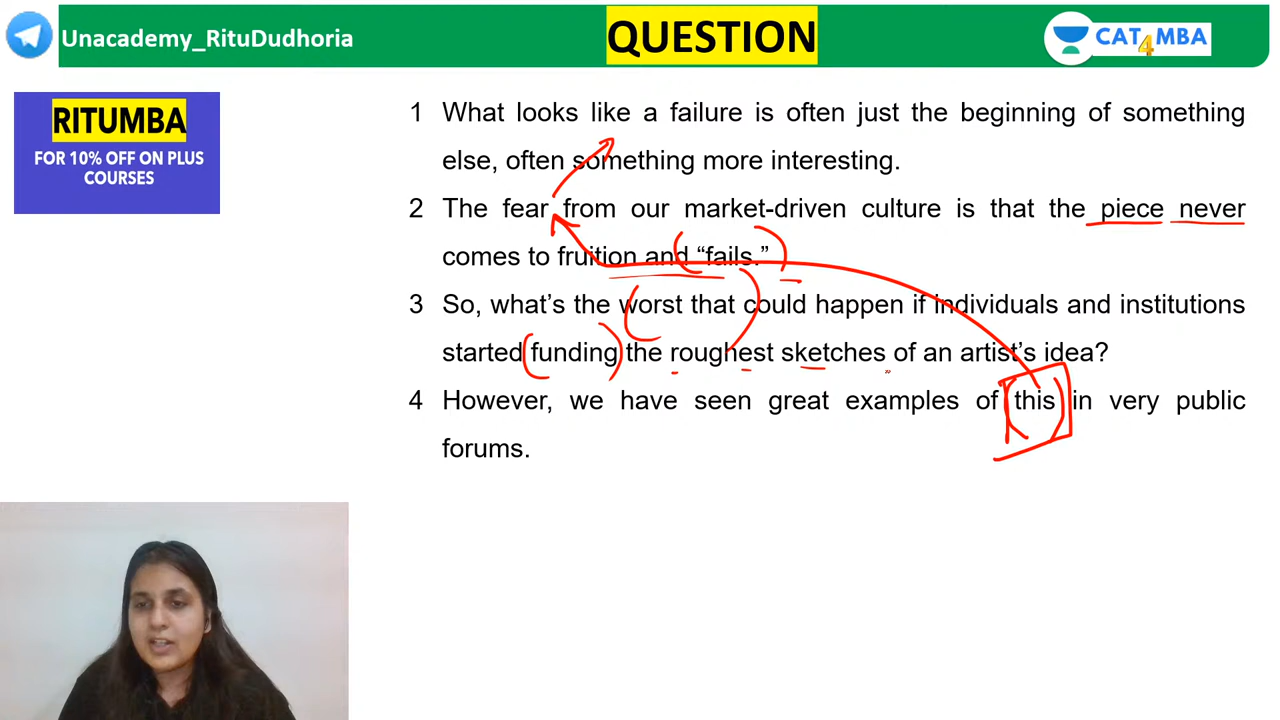 Unacademy_RituDudhoria
QUESTION
CAT4MBA
RITUMBA
FOR 10% OFF ON PLUS
COURSES
1 What looks like a failure is often just the beginning of something
else, often something more interesting.
2 The fear from our market-driven culture is that the piece never
comes to fruition and “fails.”
3 So, what’s the worst that could happen if individuals and institutions
started funding the roughest sketches of an artist’s idea?
4 However, we have seen great examples of this in very public
forums.